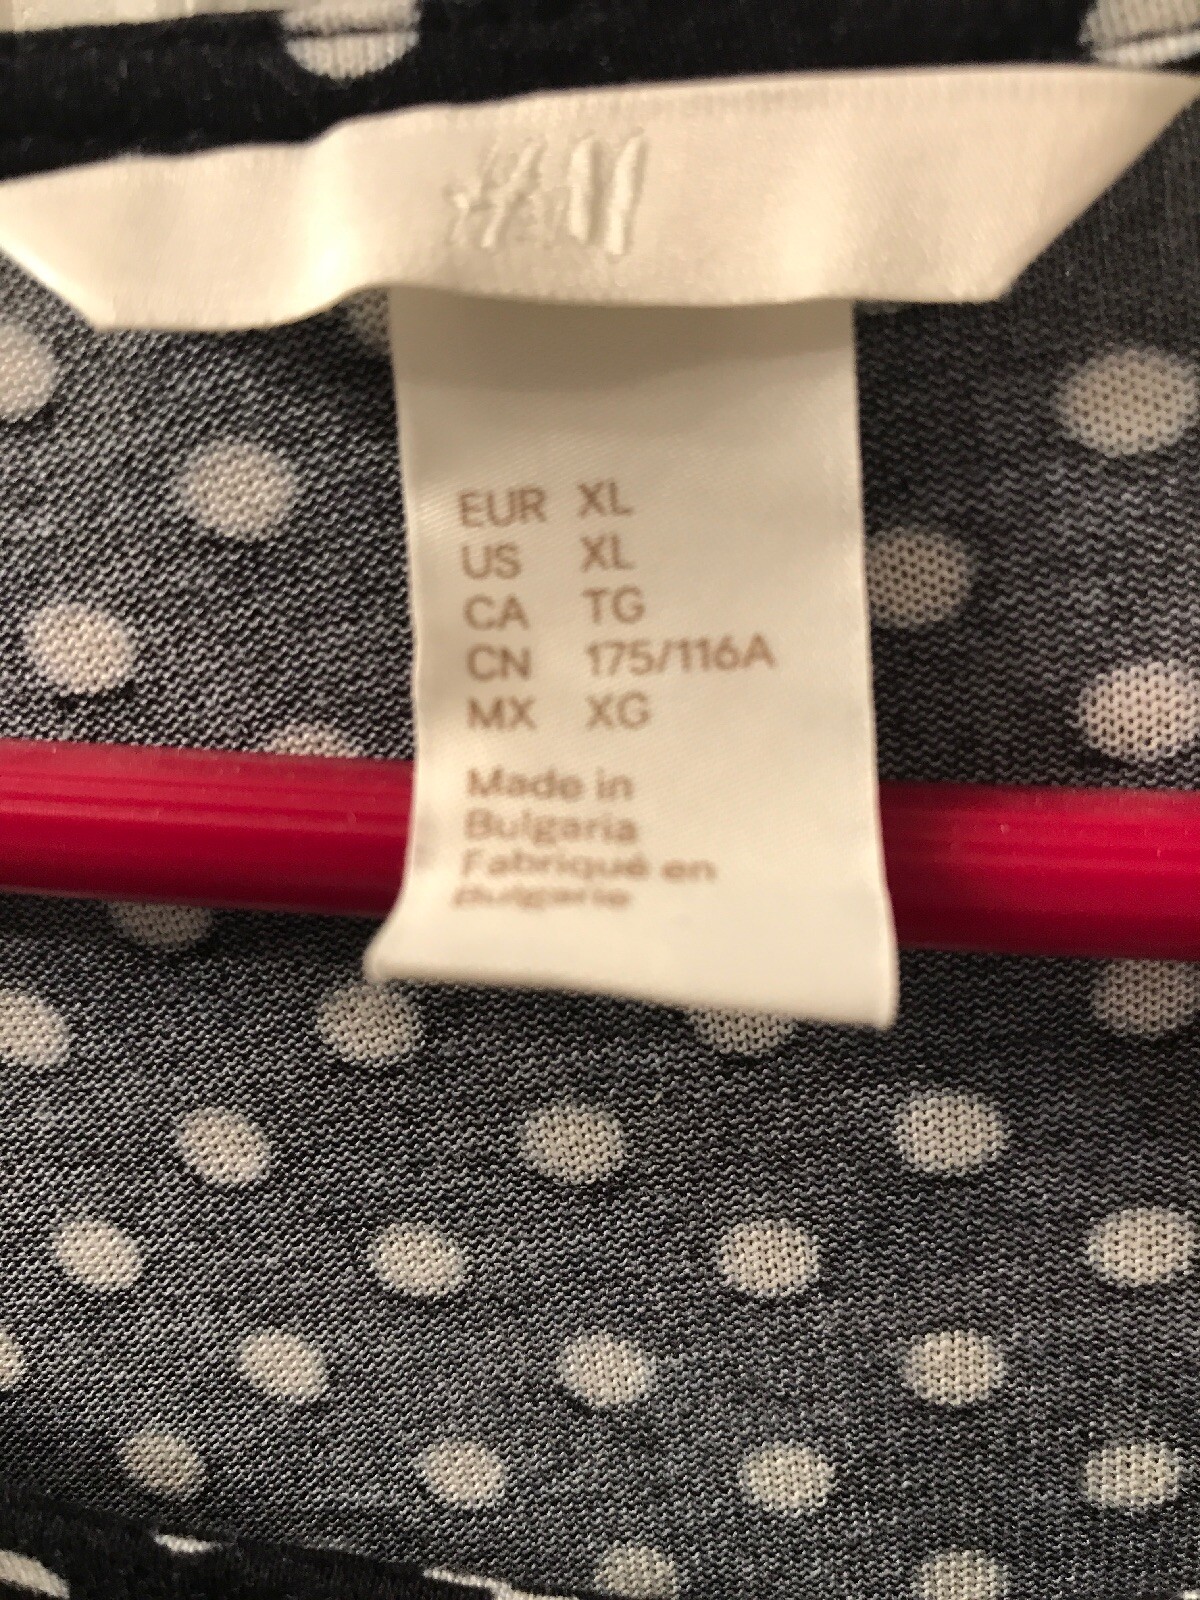 H&M
EUR XL
US XL
CA TG
CN 175/116A
MX XG
Made in
Bulgaria
Fabriqué en
Bulgarie